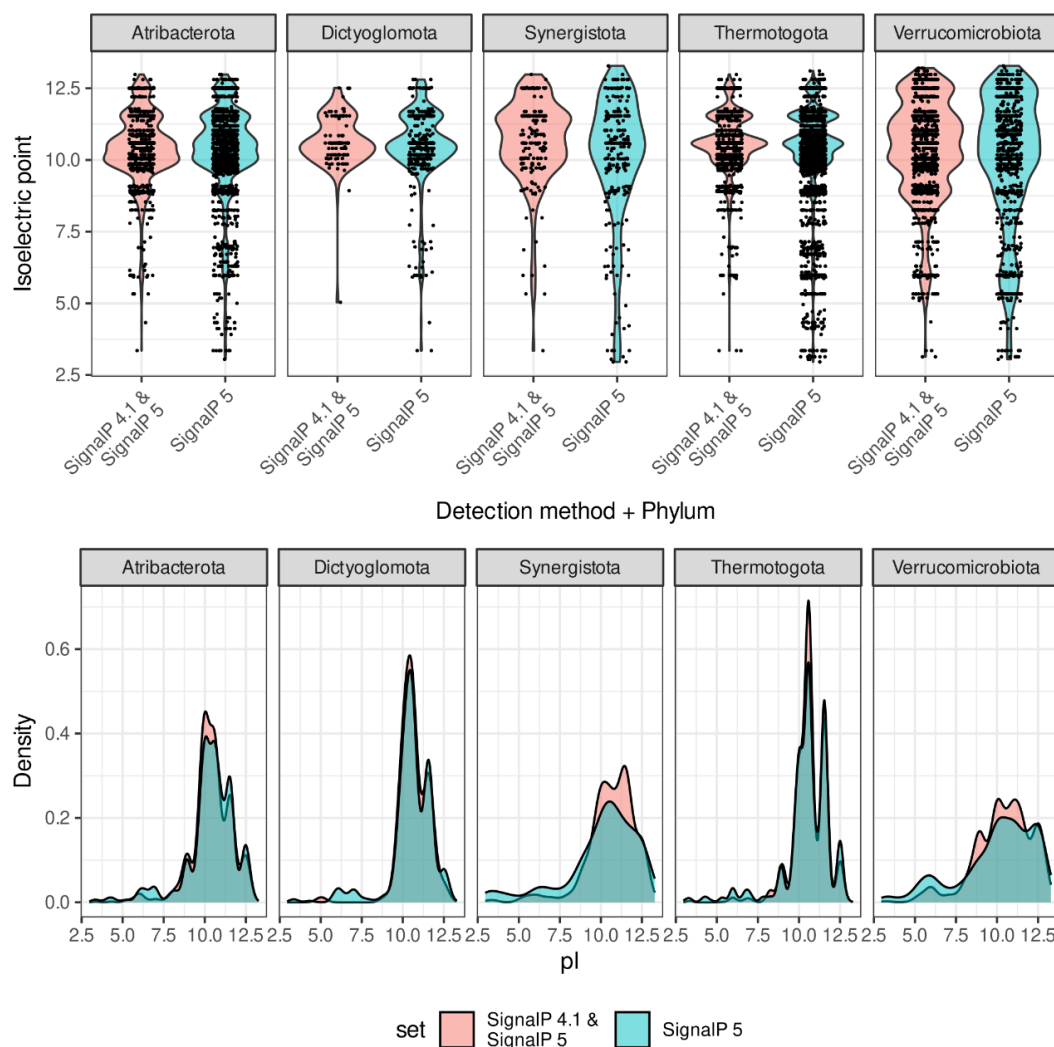 Atribacterota Dictyoglomota Synergistota Thermotogota Verrucomicrobiota
Isoelectric point
12.5
10.0
7.5
5.0
2.5
SignalP 4.1 &
SignalP 5
SignalP 5
SignalP 4.1 &
SignalP 5
SignalP 5
SignalP 4.1 &
SignalP 5
SignalP 5
SignalP 4.1 &
SignalP 5
SignalP 5
SignalP 4.1 &
SignalP 5
SignalP 5
Detection method + Phylum
Atribacterota Dictyoglomota Synergistota Thermotogota Verrucomicrobiota
Density
0.6
0.4
0.2
0.0
2.5 5.0 7.5 10.0 12.5 2.5 5.0 7.5 10.0 12.5 2.5 5.0 7.5 10.0 12.5 2.5 5.0 7.5 10.0 12.5 2.5 5.0 7.5 10.0 12.5
pI
set
SignalP 4.1 &
SignalP 5
SignalP 5